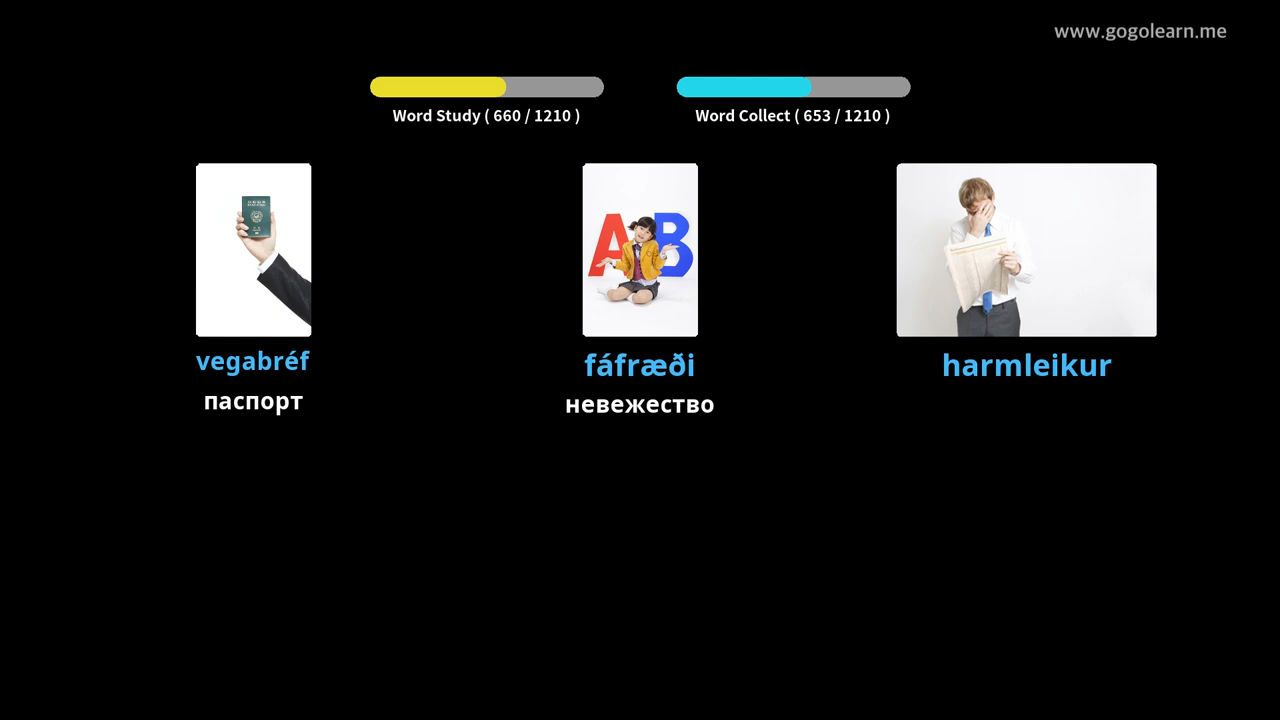 www.gogolearn.me
Word Study ( 660 / 1210 )
Word Collect ( 653 / 1210 )
A B
vegabréf
fáfræði
harmleikur
паспорт
невежество